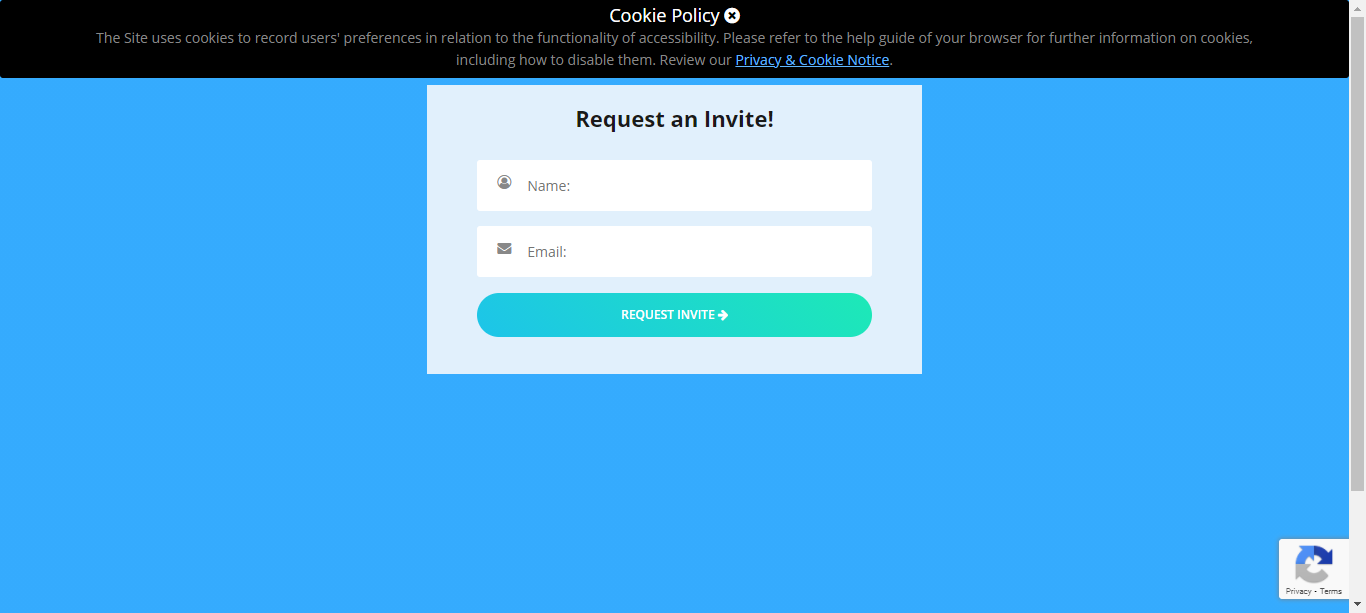 Cookie Policy
The Site uses cookies to record users' preferences in relation to the functionality of accessibility. Please refer to the help guide of your browser for further information on cookies,
including how to disable them. Review our Privacy & Cookie Notice.
Request an Invite!
Name:
Email:
REQUEST INVITE
Privacy - Terms